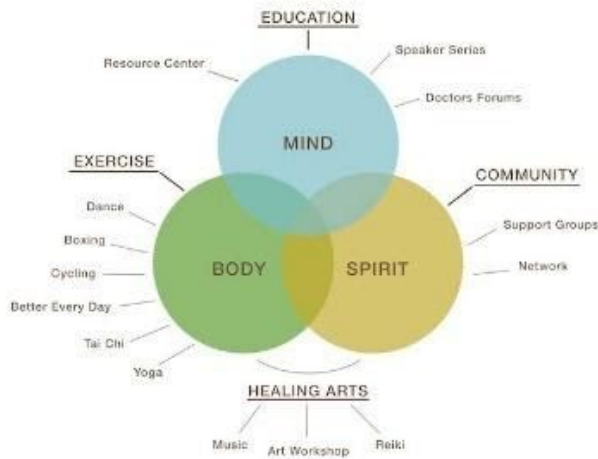 EDUCATION
Speaker Series
Resource Center
Doctors Forums
MIND
EXERCISE
COMMUNITY
Dance
Support Groups
Boxing
Network
Cycling
BODY
SPIRIT
Better Every Day
Tai Chi
Yoga
HEALING ARTS
Music
Art Workshop
Reiki